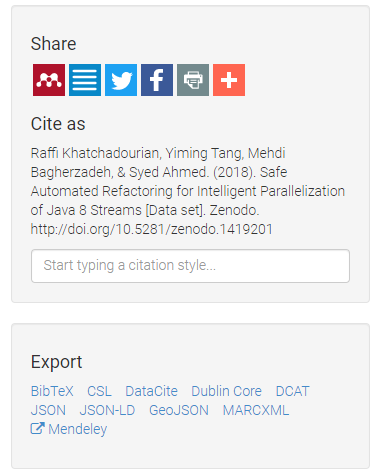 Share
Cite as
Raffi Khatchadourian, Yiming Tang, Mehdi
Bagherzadeh, & Syed Ahmed. (2018). Safe
Automated Refactoring for Intelligent Parallelization
of Java 8 Streams [Data set]. Zenodo.
http://doi.org/10.5281/zenodo.1419201
Start typing a citation style...
Export
BibTeX CSL DataCite Dublin Core DCAT
JSON JSON-LD GeoJSON MARCXML
Mendeley